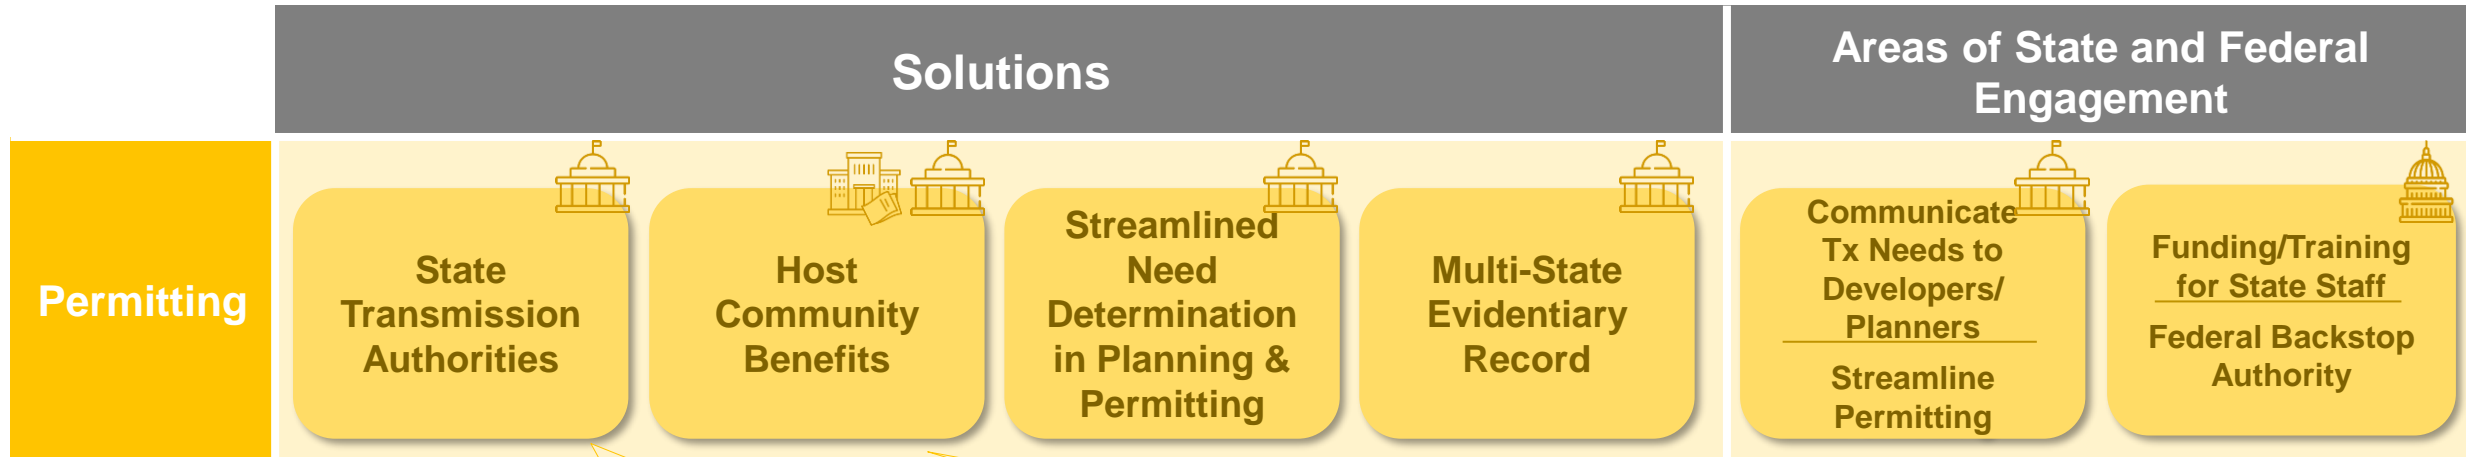 Solutions
Areas of State and Federal
Engagement
Permitting
State
Transmission
Authorities
Host
Community
Benefits
Streamlined
Need
Determination
in Planning &
Permitting
Multi-State
Evidentiary
Record
Communicate
Tx Needs to
Developers/
Planners
Streamline
Permitting
Funding/Training
for State Staff
Federal Backstop
Authority